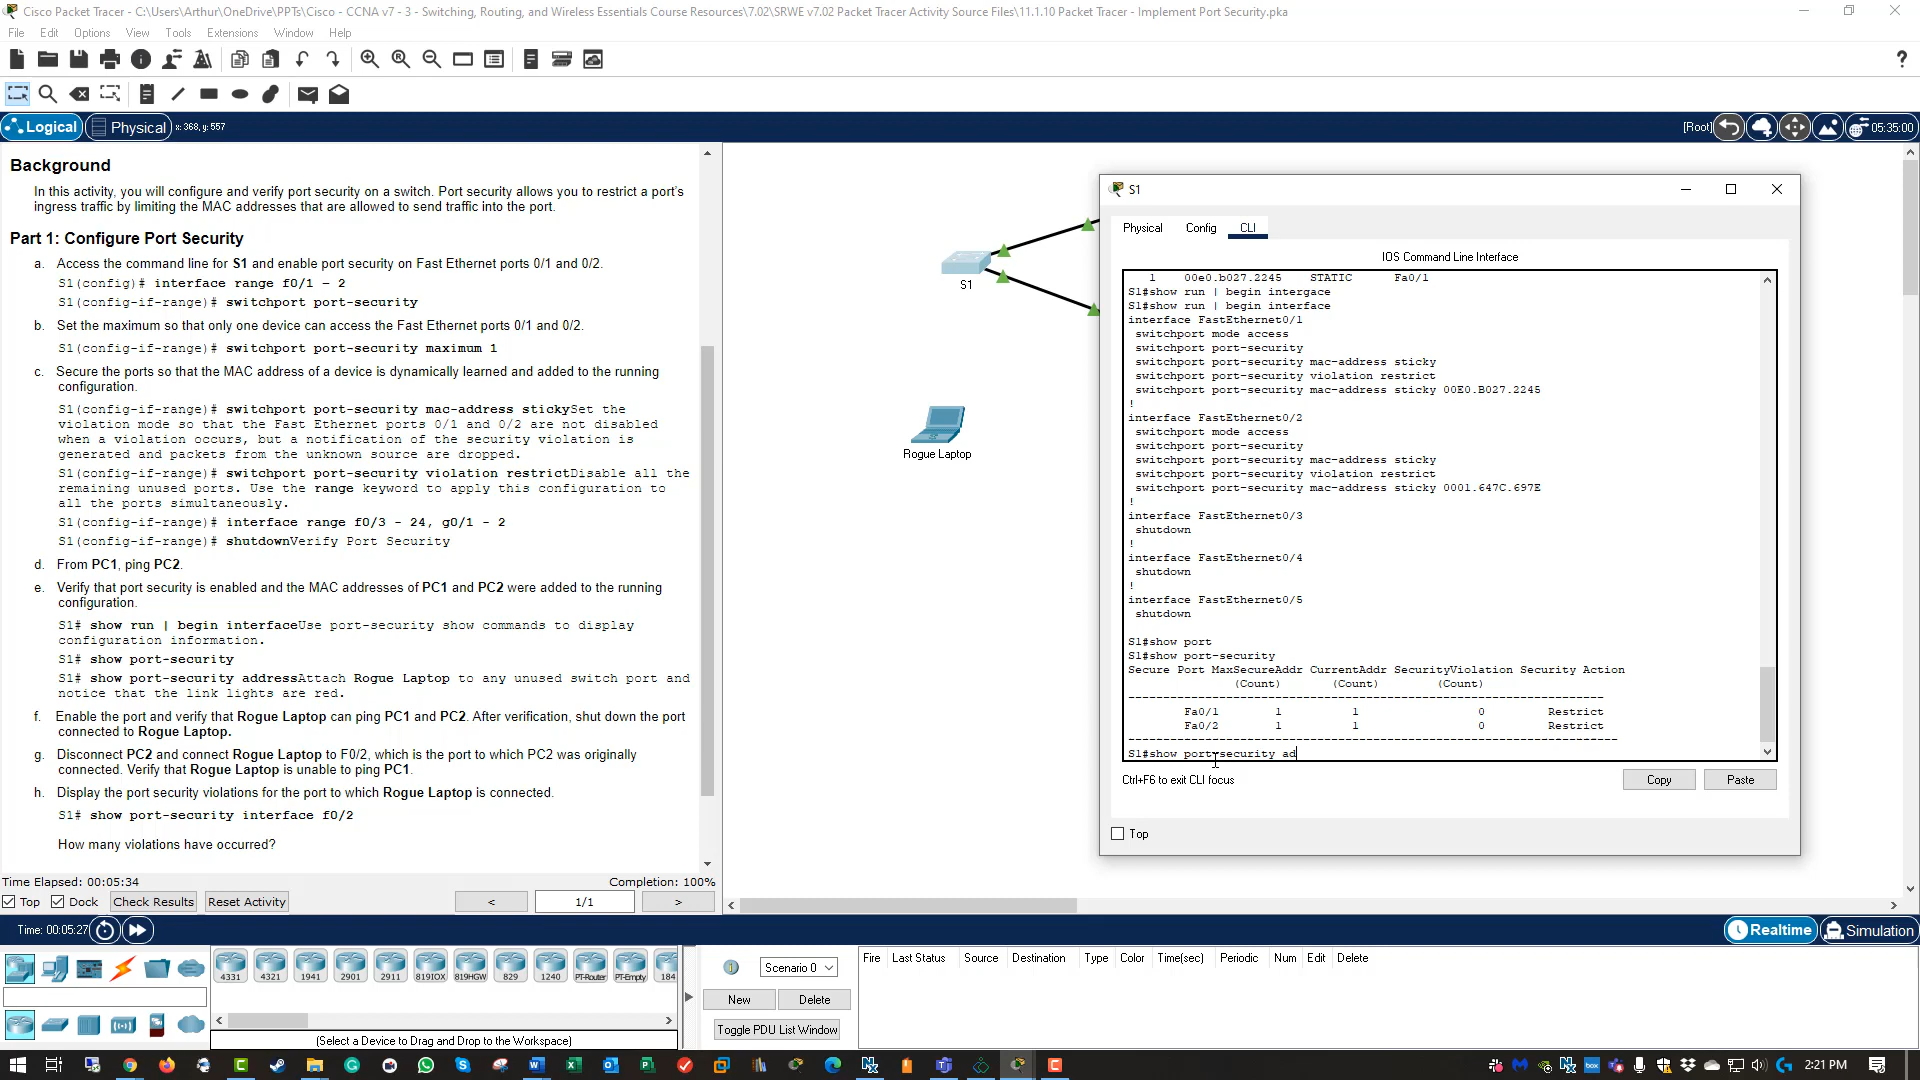 Cisco Packet Tracer - C:\Users\Arthur\OneDrive\PPTs\Cisco - CCNA v7 - 3 - Switching, Routing, and Wireless Essentials Course Resources\7.02\SRWE v7.02 Packet Tracer Activity Source Files\11.1.10 Packet Tracer - Implement Port Security.pka
File Edit Options View Tools Extensions Window Help
Logical Physical x: 368, y: 557 [Root] 05:35:00
Background
In this activity, you will configure and verify port security on a switch. Port security allows you to restrict a port's
ingress traffic by limiting the MAC addresses that are allowed to send traffic into the port.
Part 1: Configure Port Security
a. Access the command line for S1 and enable port security on Fast Ethernet ports 0/1 and 0/2.
S1(config)# interface range f0/1 - 2
S1(config-if-range)# switchport port-security
b. Set the maximum so that only one device can access the Fast Ethernet ports 0/1 and 0/2.
S1(config-if-range)# switchport port-security maximum 1
c. Secure the ports so that the MAC address of a device is dynamically learned and added to the running
configuration.
S1(config-if-range)# switchport port-security mac-address stickySet the
violation mode so that the Fast Ethernet ports 0/1 and 0/2 are not disabled
when a violation occurs, but a notification of the security violation is
generated and packets from the unknown source are dropped.
S1(config-if-range)# switchport port-security violation restrictDisable all the
remaining unused ports. Use the range keyword to apply this configuration to
all the ports simultaneously.
S1(config-if-range)# interface range f0/3 - 24, g0/1 - 2
S1(config-if-range)# shutdownVerify Port Security
d. From PC1, ping PC2.
e. Verify that port security is enabled and the MAC addresses of PC1 and PC2 were added to the running
configuration.
S1# show run | begin interfaceUse port-security show commands to display
configuration information.
S1# show port-security
S1# show port-security addressAttach Rogue Laptop to any unused switch port and
notice that the link lights are red.
f. Enable the port and verify that Rogue Laptop can ping PC1 and PC2. After verification, shut down the port
connected to Rogue Laptop.
g. Disconnect PC2 and connect Rogue Laptop to F0/2, which is the port to which PC2 was originally
connected. Verify that Rogue Laptop is unable to ping PC1.
h. Display the port security violations for the port to which Rogue Laptop is connected.
S1# show port-security interface f0/2
How many violations have occurred?
Time Elapsed: 00:05:34 Completion: 100%
Top Dock Check Results Reset Activity < 1/1 >
S1
Rogue Laptop
S1
Physical Config CLI
IOS Command Line Interface
1 00e0.b027.2245 STATIC Fa0/1
S1#show run | begin intergace
S1#show run | begin interface
interface FastEthernet0/1
switchport mode access
switchport port-security
switchport port-security mac-address sticky
switchport port-security violation restrict
switchport port-security mac-address sticky 00E0.B027.2245
!
interface FastEthernet0/2
switchport mode access
switchport port-security
switchport port-security mac-address sticky
switchport port-security violation restrict
switchport port-security mac-address sticky 0001.647C.697E
!
interface FastEthernet0/3
shutdown
!
interface FastEthernet0/4
shutdown
!
interface FastEthernet0/5
shutdown
S1#show port
S1#show port-security
Secure Port MaxSecureAddr CurrentAddr SecurityViolation Security Action
(Count) (Count) (Count)
--------------------------------------------------------------------
Fa0/1 1 1 0 Restrict
Fa0/2 1 1 0 Restrict
----------------------------------------------------------------------
S1#show port-security ad
Ctrl+F6 to exit CLI focus Copy Paste
Top
Time: 00:05:27 Realtime Simulation
4331 4321 1941 2901 2911 819IOX 819HGW 829 1240 PT-Router PT-Empty 184
(Select a Device to Drag and Drop to the Workspace)
Scenario 0
New Delete
Toggle PDU List Window
Fire Last Status Source Destination Type Color Time(sec) Periodic Num Edit Delete
2:21 PM